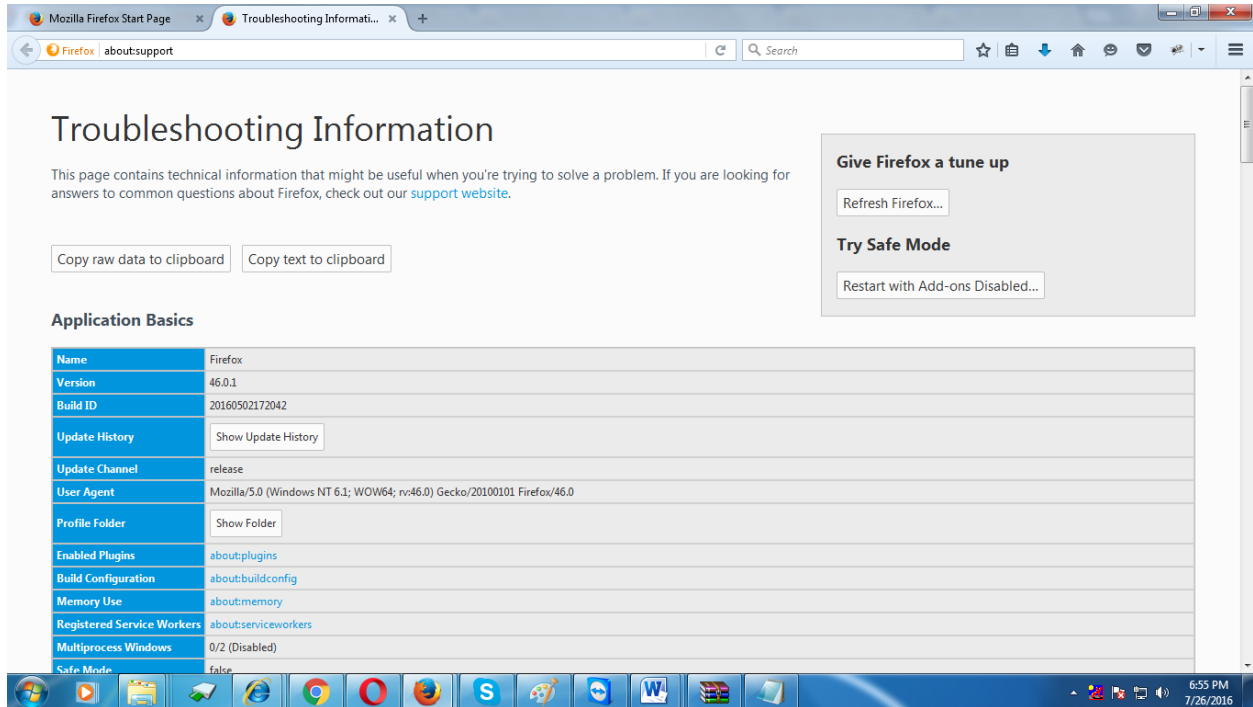 Mozilla Firefox Start Page
Troubleshooting Informati...
Firefox about:support
Search
Troubleshooting Information
This page contains technical information that might be useful when you're trying to solve a problem. If you are looking for
answers to common questions about Firefox, check out our support website.
Copy raw data to clipboard Copy text to clipboard
Give Firefox a tune up
Refresh Firefox...
Try Safe Mode
Restart with Add-ons Disabled...
Application Basics
Name Firefox
Version 46.0.1
Build ID 20160502172042
Update History Show Update History
Update Channel release
User Agent Mozilla/5.0 (Windows NT 6.1; WOW64; rv:46.0) Gecko/20100101 Firefox/46.0
Profile Folder Show Folder
Enabled Plugins about:plugins
Build Configuration about:buildconfig
Memory Use about:memory
Registered Service Workers about:serviceworkers
Multiprocess Windows 0/2 (Disabled)
Safe Mode false
6:55 PM
7/26/2016